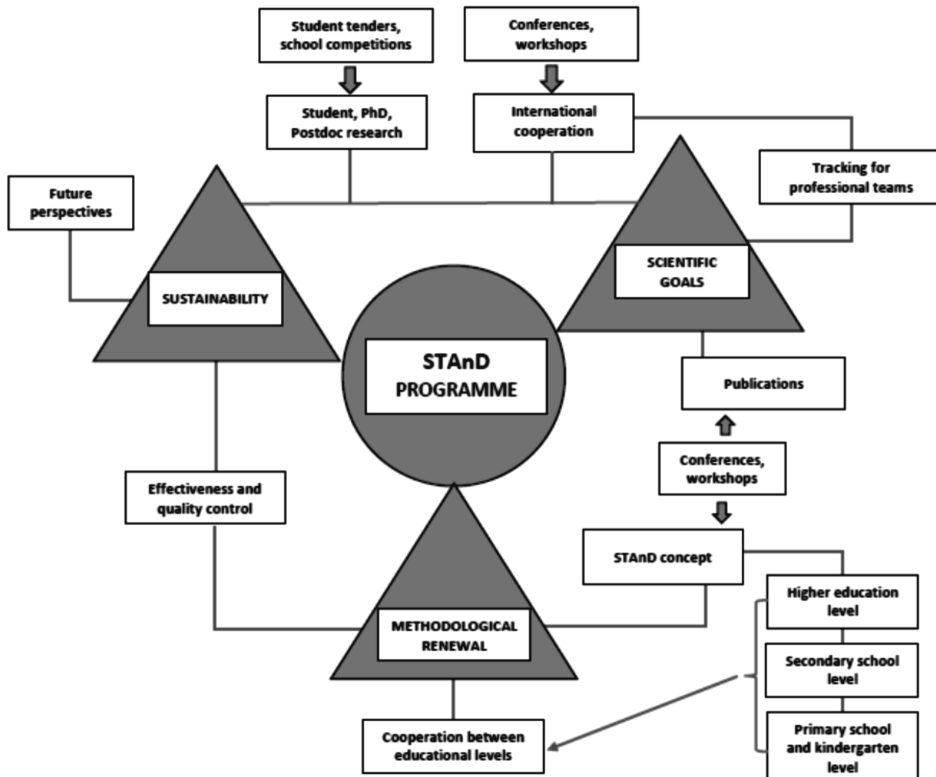 Student tenders,
school competitions
Conferences,
workshops
Student, PhD,
Postdoc research
International
cooperation
Tracking for
professional teams
Future
perspectives
SUSTAINABILITY
SCIENTIFIC
GOALS
STAnD
PROGRAMME
Publications
Conferences,
workshops
Effectiveness and
quality control
STAnD concept
Higher education
level
METHODOLOGICAL
RENEWAL
Secondary school
level
Cooperation between
educational levels
Primary school
and kindergarten
level